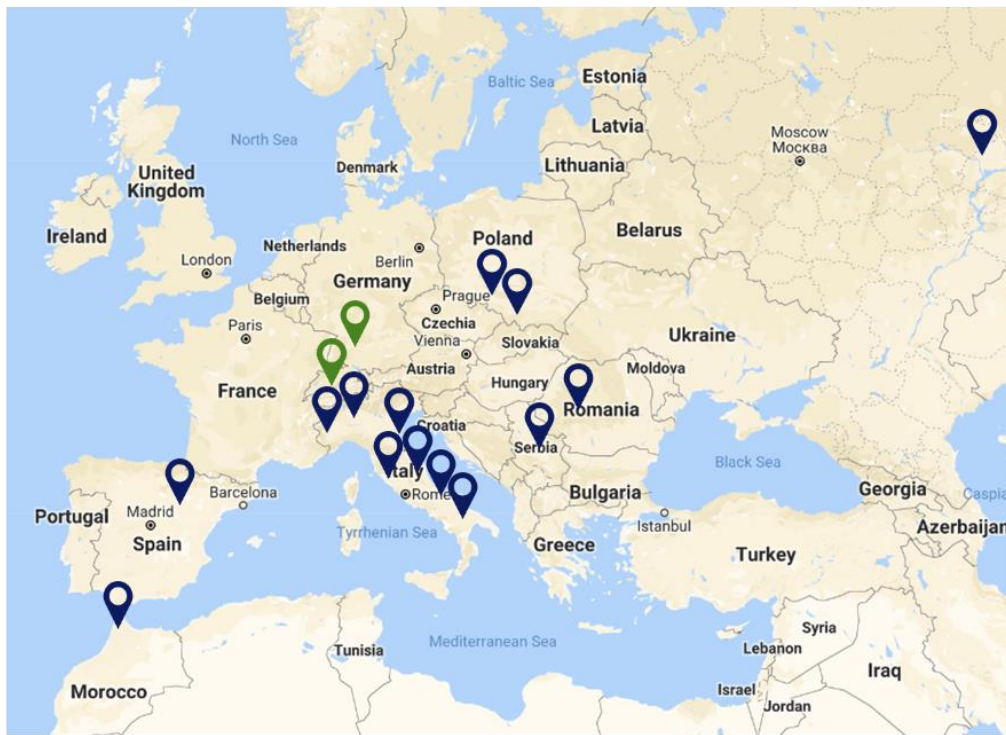 Estonia
Baltic Sea
Latvia
Moscow
Москва
North Sea
Denmark
Lithuania
United
Kingdom
Ireland
Belarus
Netherlands
Poland
London
Berlin
Germany
Belgium
Prague
Paris
Czechia
Ukraine
Vienna
Slovakia
Austria
Moldova
France
Hungary
Romania
Croatia
Serbia
Italy
Black Sea
Barcelona
Rome
Bulgaria
Georgia
Caspia
Portugal
Madrid
Istanbul
Azerbaijan
Spain
Tyrrhenian Sea
Greece
Turkey
Mediterranean Sea
Syria
Tunisia
Lebanon
Iraq
Morocco
Israel
Jordan